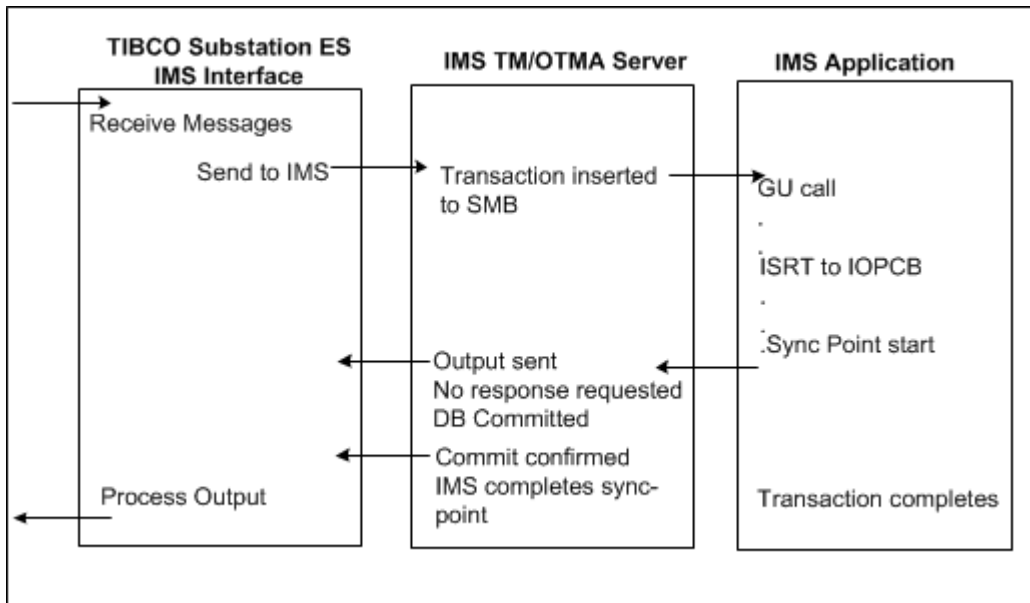 TIBCO Substation ES
IMS Interface
IMS TM/OTMA Server
IMS Application
Receive Messages
Send to IMS
Transaction inserted
to SMB
GU call
.
.
ISRT to IOPCB
.
.
.Sync Point start
Output sent
No response requested
DB Committed
Commit confirmed
IMS completes sync-
point
Process Output
Transaction completes